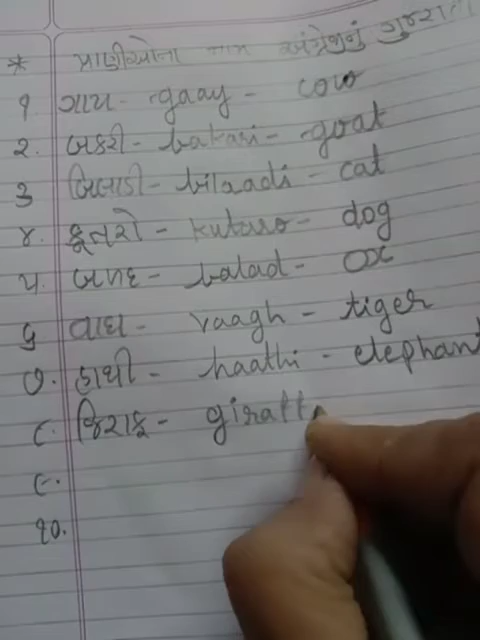 * પ્રાણીઓના નામ અંગ્રેજીનું ગુજરાતી
૧ ગાય - gaay - cow
૨. બકરી - bakari - goat
૩ બિલાડી - bilaadi - cat
૪. કૂતરો - kutaro - dog
૫. બળદ - balad - ox
૬ વાઘ - vaagh - tiger
૭. હાથી - haathi - elephant
૮. જિરાફ - giraff
૯.
૧૦.